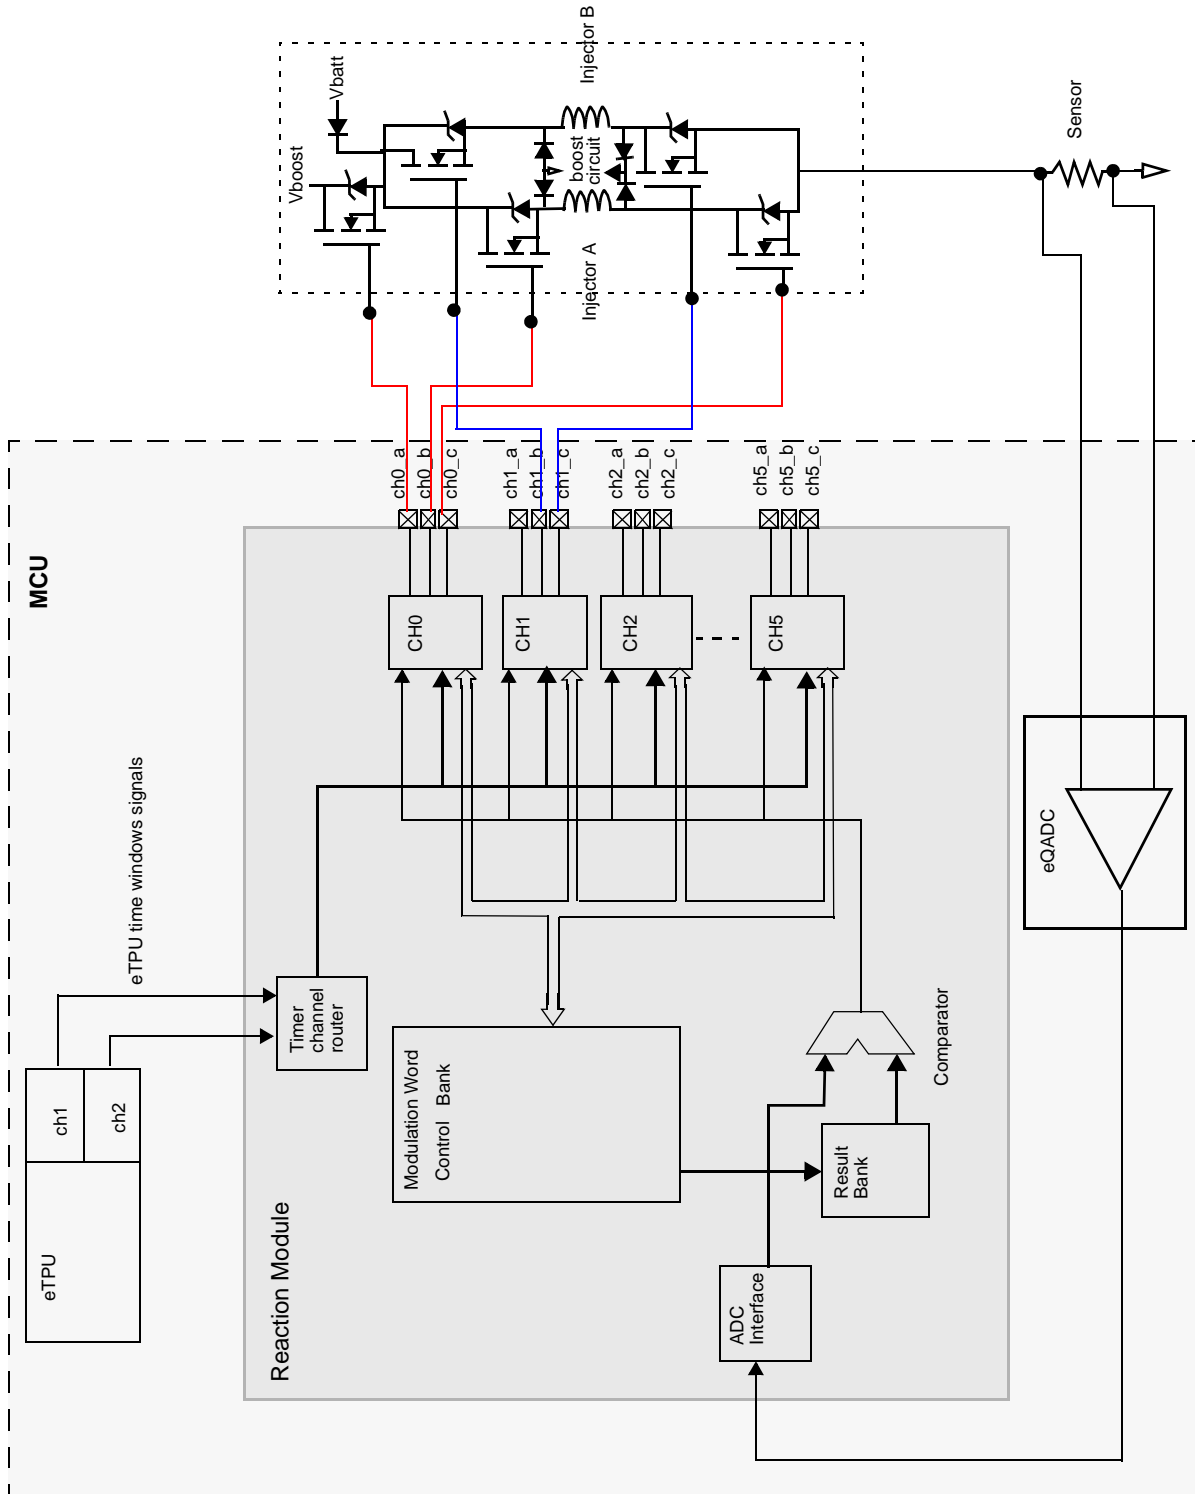 Injector B
Vbatt
Vboost
boost
circuit
Injector A
Sensor
MCU
ch0_a
ch0_b
ch0_c
ch1_a
ch1_b
ch1_c
ch2_a
ch2_b
ch2_c
ch5_a
ch5_b
ch5_c
CH0
CH1
CH2
CH5
eTPU time windows signals
eQADC
Timer
channel
router
Modulation Word
Control Bank
Comparator
ch1
ch2
eTPU
Result
Bank
Reaction Module
ADC
Interface